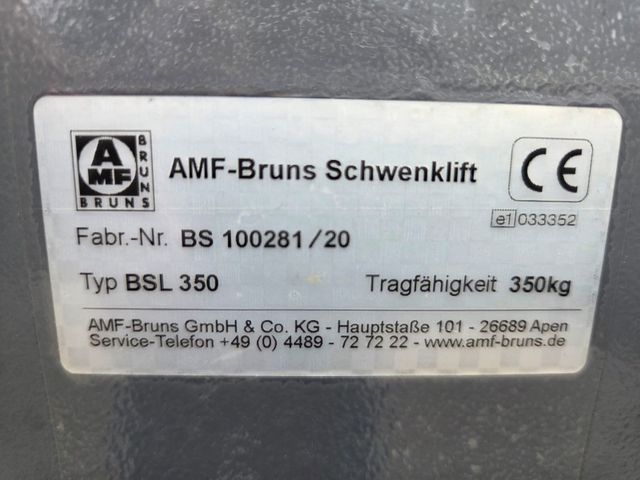 AMF
BRUNS
BRUNS
AMF-Bruns Schwenklift
CE
e1 033352
Fabr.-Nr. BS 100281/20
Typ BSL 350 Tragfähigkeit 350kg
AMF-Bruns GmbH & Co. KG - Hauptstaße 101 - 26689 Apen
Service-Telefon +49 (0) 4489 - 72 72 22 - www.amf-bruns.de